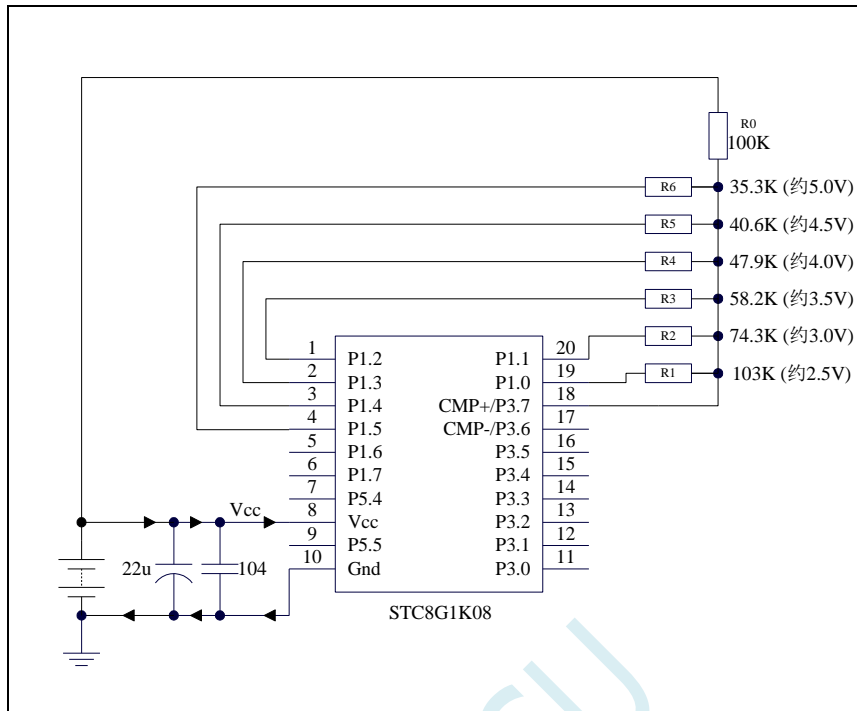 R0
100K
R6 35.3K (约5.0V)
R5 40.6K (约4.5V)
R4 47.9K (约4.0V)
R3 58.2K (约3.5V)
R2 74.3K (约3.0V)
R1 103K (约2.5V)
1 P1.2 P1.1 20
2 P1.3 P1.0 19
3 P1.4 CMP+/P3.7 18
4 P1.5 CMP-/P3.6 17
5 P1.6 P3.5 16
6 P1.7 P3.4 15
7 P5.4 P3.3 14
Vcc 8 Vcc P3.2 13
9 P5.5 P3.1 12
10 Gnd P3.0 11
22u 104
STC8G1K08